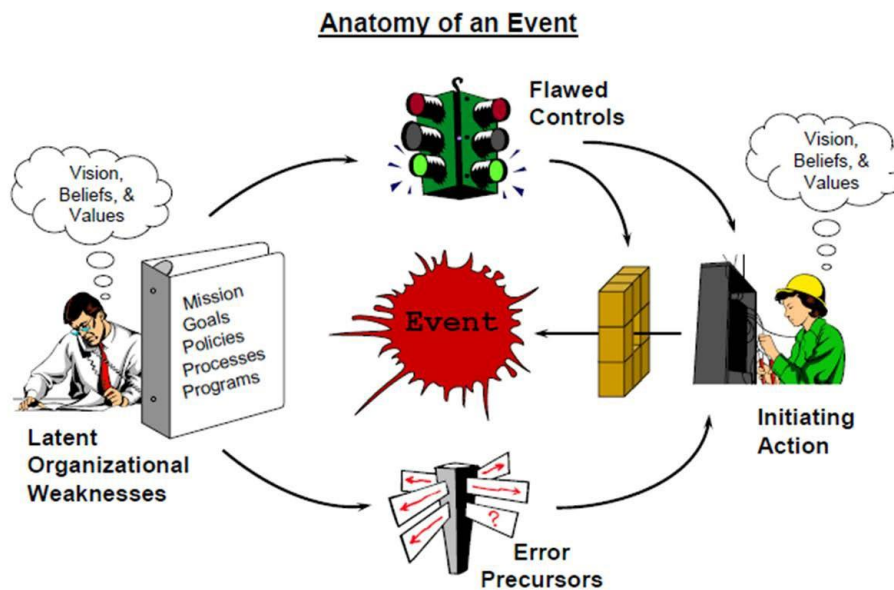 Anatomy of an Event
Flawed
Controls
Vision,
Beliefs, &
Values
Vision,
Beliefs, &
Values
Mission
Goals
Policies
Processes
Programs
Event
Latent
Organizational
Weaknesses
Initiating
Action
?
Error
Precursors